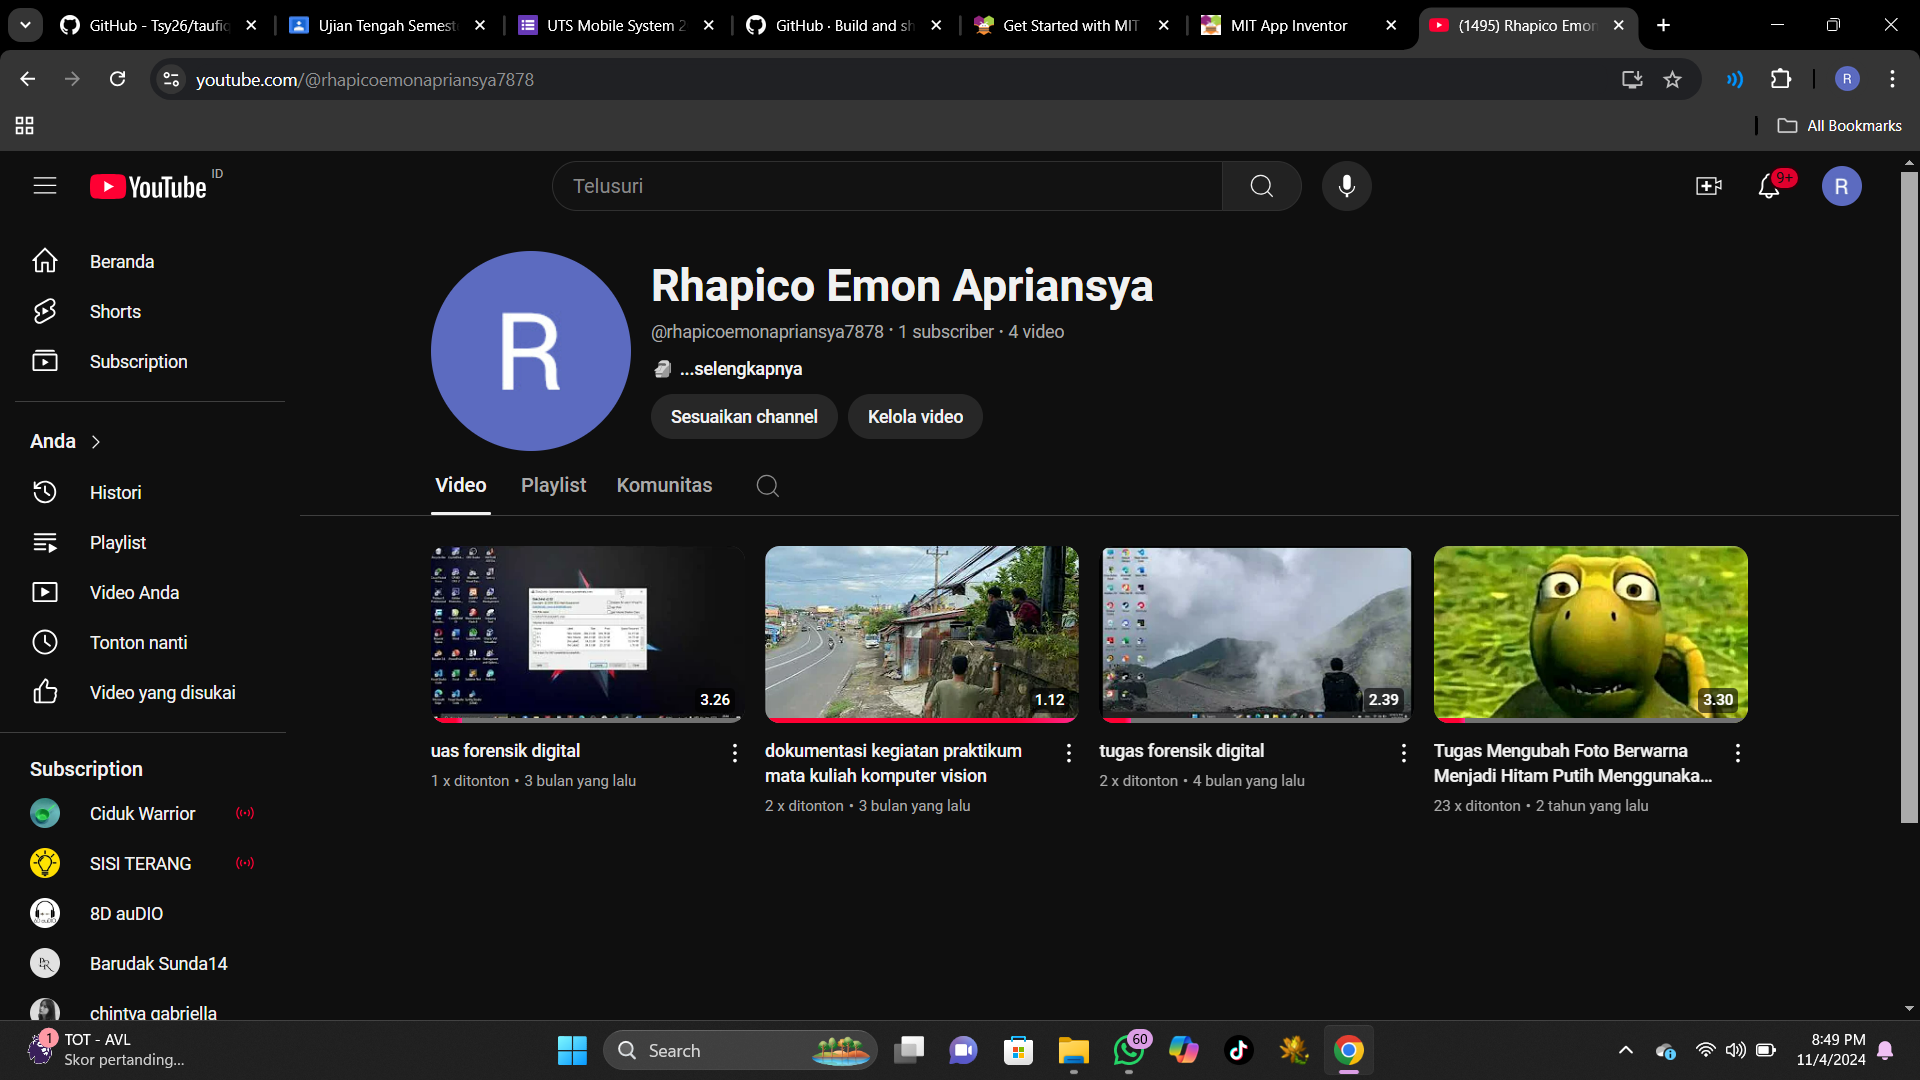 GitHub - Tsy26/taufiq
Ujian Tengah Semest
UTS Mobile System 2
GitHub · Build and sh
Get Started with MIT
MIT App Inventor
(1495) Rhapico Emon
youtube.com/@rhapicoemonapriansya7878
R
All Bookmarks
YouTube ID
Telusuri
9+
R
Beranda
Shorts
Subscription
Anda
Histori
Playlist
Video Anda
Tonton nanti
Video yang disukai
Subscription
Ciduk Warrior
SISI TERANG
8D auDIO
Barudak Sunda14
chintya gabriella
R
Rhapico Emon Apriansya
@rhapicoemonapriansya7878 · 1 subscriber · 4 video
🗿 ...selengkapnya
Sesuaikan channel
Kelola video
Video
Playlist
Komunitas
3.26
uas forensik digital
1 x ditonton • 3 bulan yang lalu
1.12
dokumentasi kegiatan praktikum
mata kuliah komputer vision
2 x ditonton • 3 bulan yang lalu
2.39
tugas forensik digital
2 x ditonton • 4 bulan yang lalu
3.30
Tugas Mengubah Foto Berwarna
Menjadi Hitam Putih Menggunaka...
23 x ditonton • 2 tahun yang lalu
1
TOT - AVL
Skor pertanding...
Search
60
8:49 PM
11/4/2024